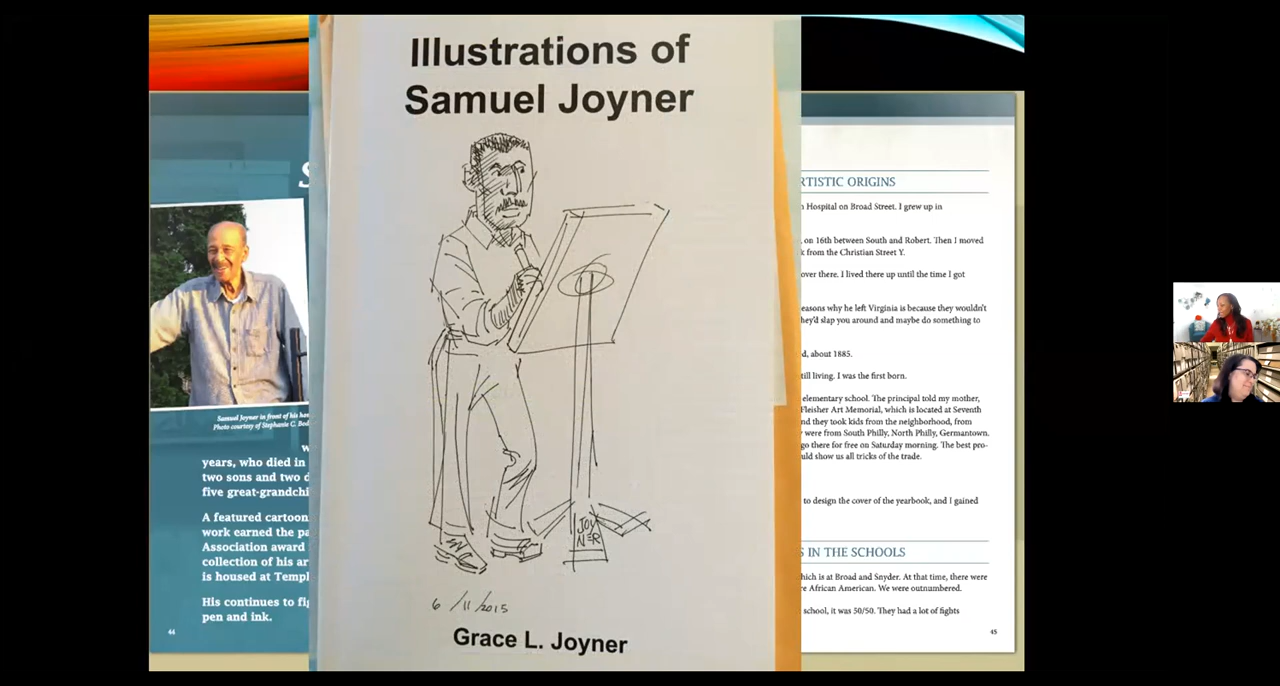 Illustrations of
Samuel Joyner
JOY
NER
6/11/2015
Grace L. Joyner
S
Samuel Joyner in front of his
Photo courtesy of Stephanie C.
W
years, who died in
two sons and two
five great-grandchi
A featured cartoon
work earned the pa
Association award
collection of his ar
is housed at Templ
His continues to fi
pen and ink.
44
RTISTIC ORIGINS
n Hospital on Broad Street. I grew up in
, on 16th between South and Robert. Then I moved
k from the Christian Street Y.
over there. I lived there up until the time I got
easons why he left Virginia is because they wouldn't
hey'd slap you around and maybe do something to
d, about 1885.
till living. I was the first born.
elementary school. The principal told my mother,
Fleisher Art Memorial, which is located at Seventh
nd they took kids from the neighborhood, from
were from South Philly, North Philly, Germantown.
go there for free on Saturday morning. The best pro-
uld show us all tricks of the trade.
to design the cover of the yearbook, and I gained
S IN THE SCHOOLS
hich is at Broad and Snyder. At that time, there were
re African American. We were outnumbered.
school, it was 50/50. They had a lot of fights
45